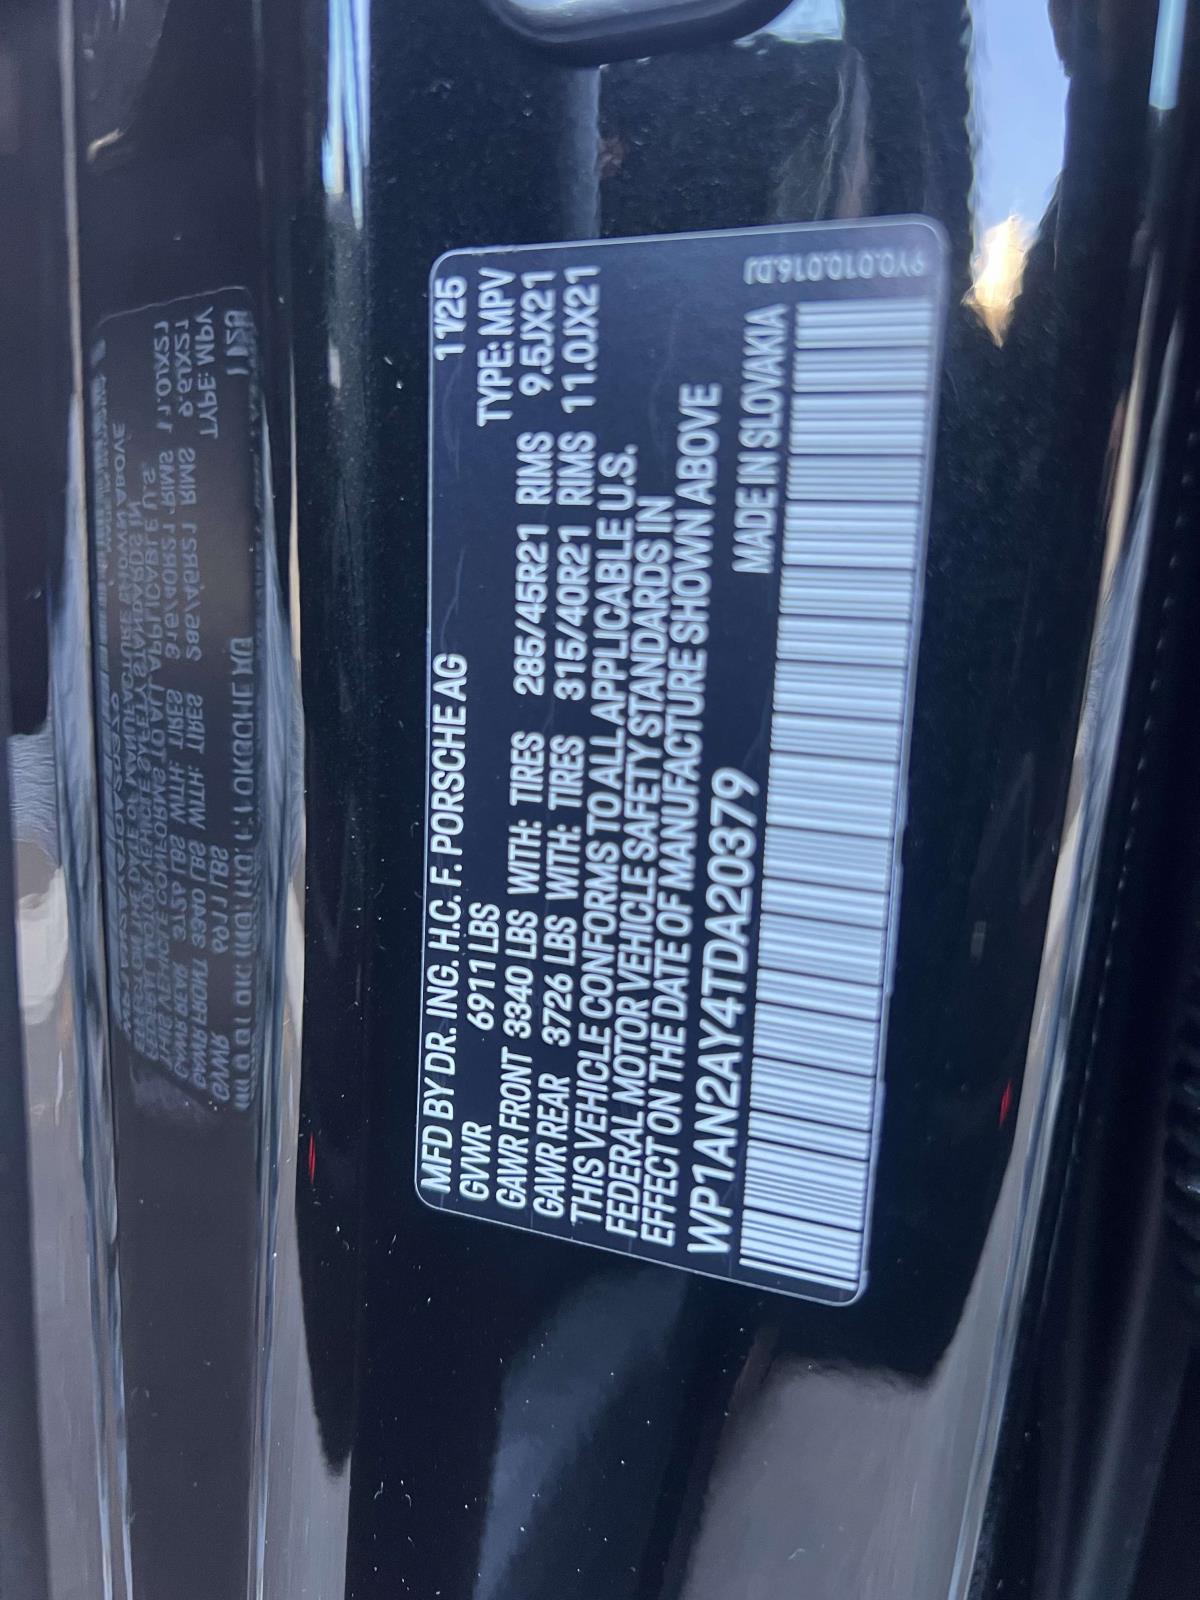 MFD BY DR. ING. H.C. F. PORSCHE AG 11/25
GVWR 6911 LBS TYPE: MPV
GAWR FRONT 3340 LBS WITH: TIRES 285/45R21 RIMS 9.5JX21
GAWR REAR 3726 LBS WITH: TIRES 315/40R21 RIMS 11.0JX21
THIS VEHICLE CONFORMS TO ALL APPLICABLE U.S.
FEDERAL MOTOR VEHICLE SAFETY STANDARDS IN
EFFECT ON THE DATE OF MANUFACTURE SHOWN ABOVE
WP1AN2AY4TDA20379 MADE IN SLOVAKIA
9Y0.010.016.DJ